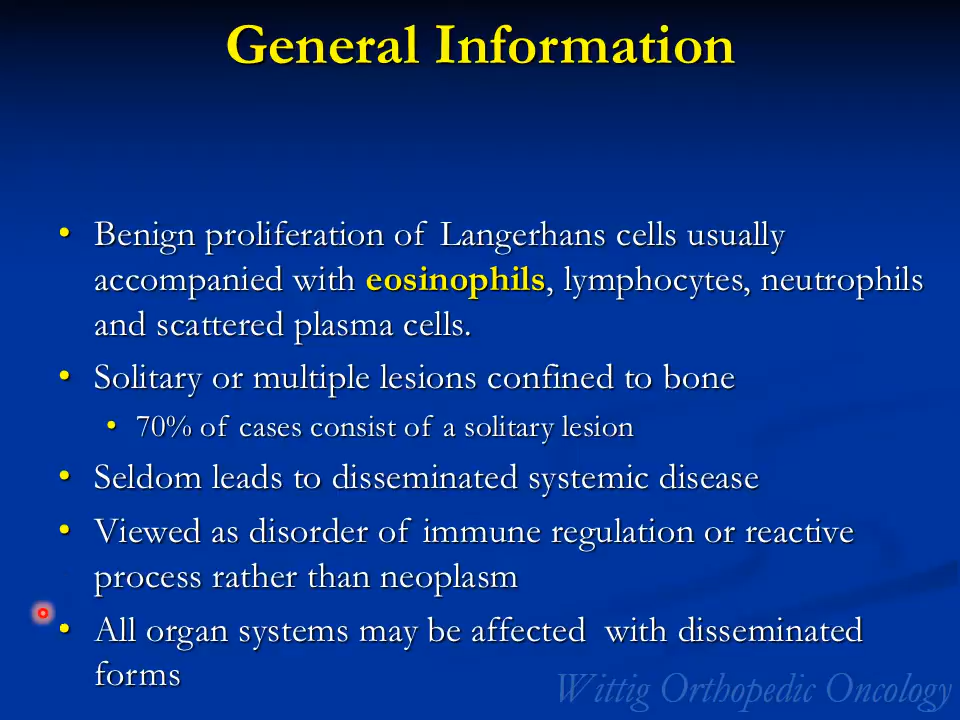 General Information
• Benign proliferation of Langerhans cells usually
accompanied with eosinophils, lymphocytes, neutrophils
and scattered plasma cells.
• Solitary or multiple lesions confined to bone
• 70% of cases consist of a solitary lesion
• Seldom leads to disseminated systemic disease
• Viewed as disorder of immune regulation or reactive
process rather than neoplasm
• All organ systems may be affected with disseminated
forms
Wittig Orthopedic Oncology